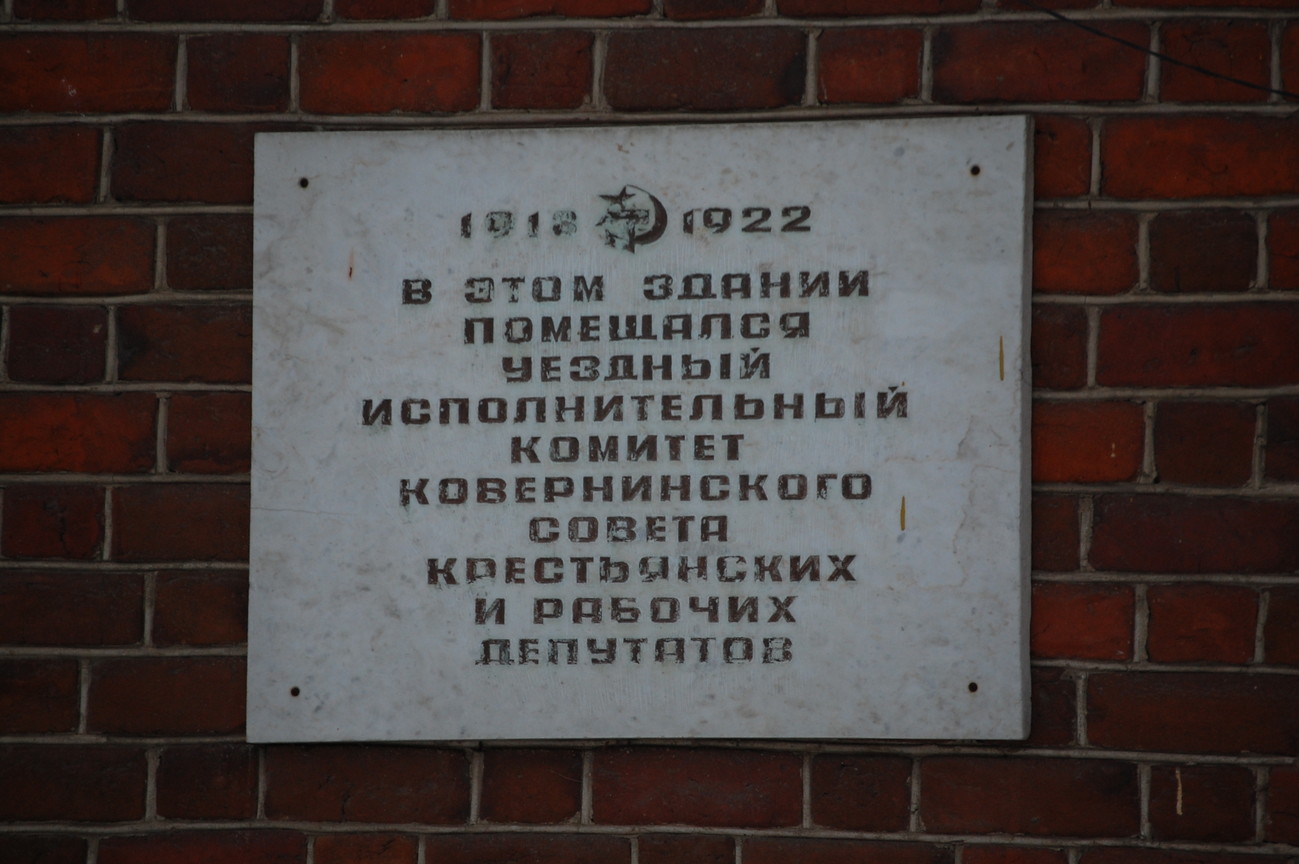 1918 1922
В ЭТОМ ЗДАНИИ
ПОМЕЩАЛСЯ
УЕЗДНЫЙ
ИСПОЛНИТЕЛЬНЫЙ
КОМИТЕТ
КОВЕРНИНСКОГО
СОВЕТА
КРЕСТЬЯНСКИХ
И РАБОЧИХ
ДЕПУТАТОВ